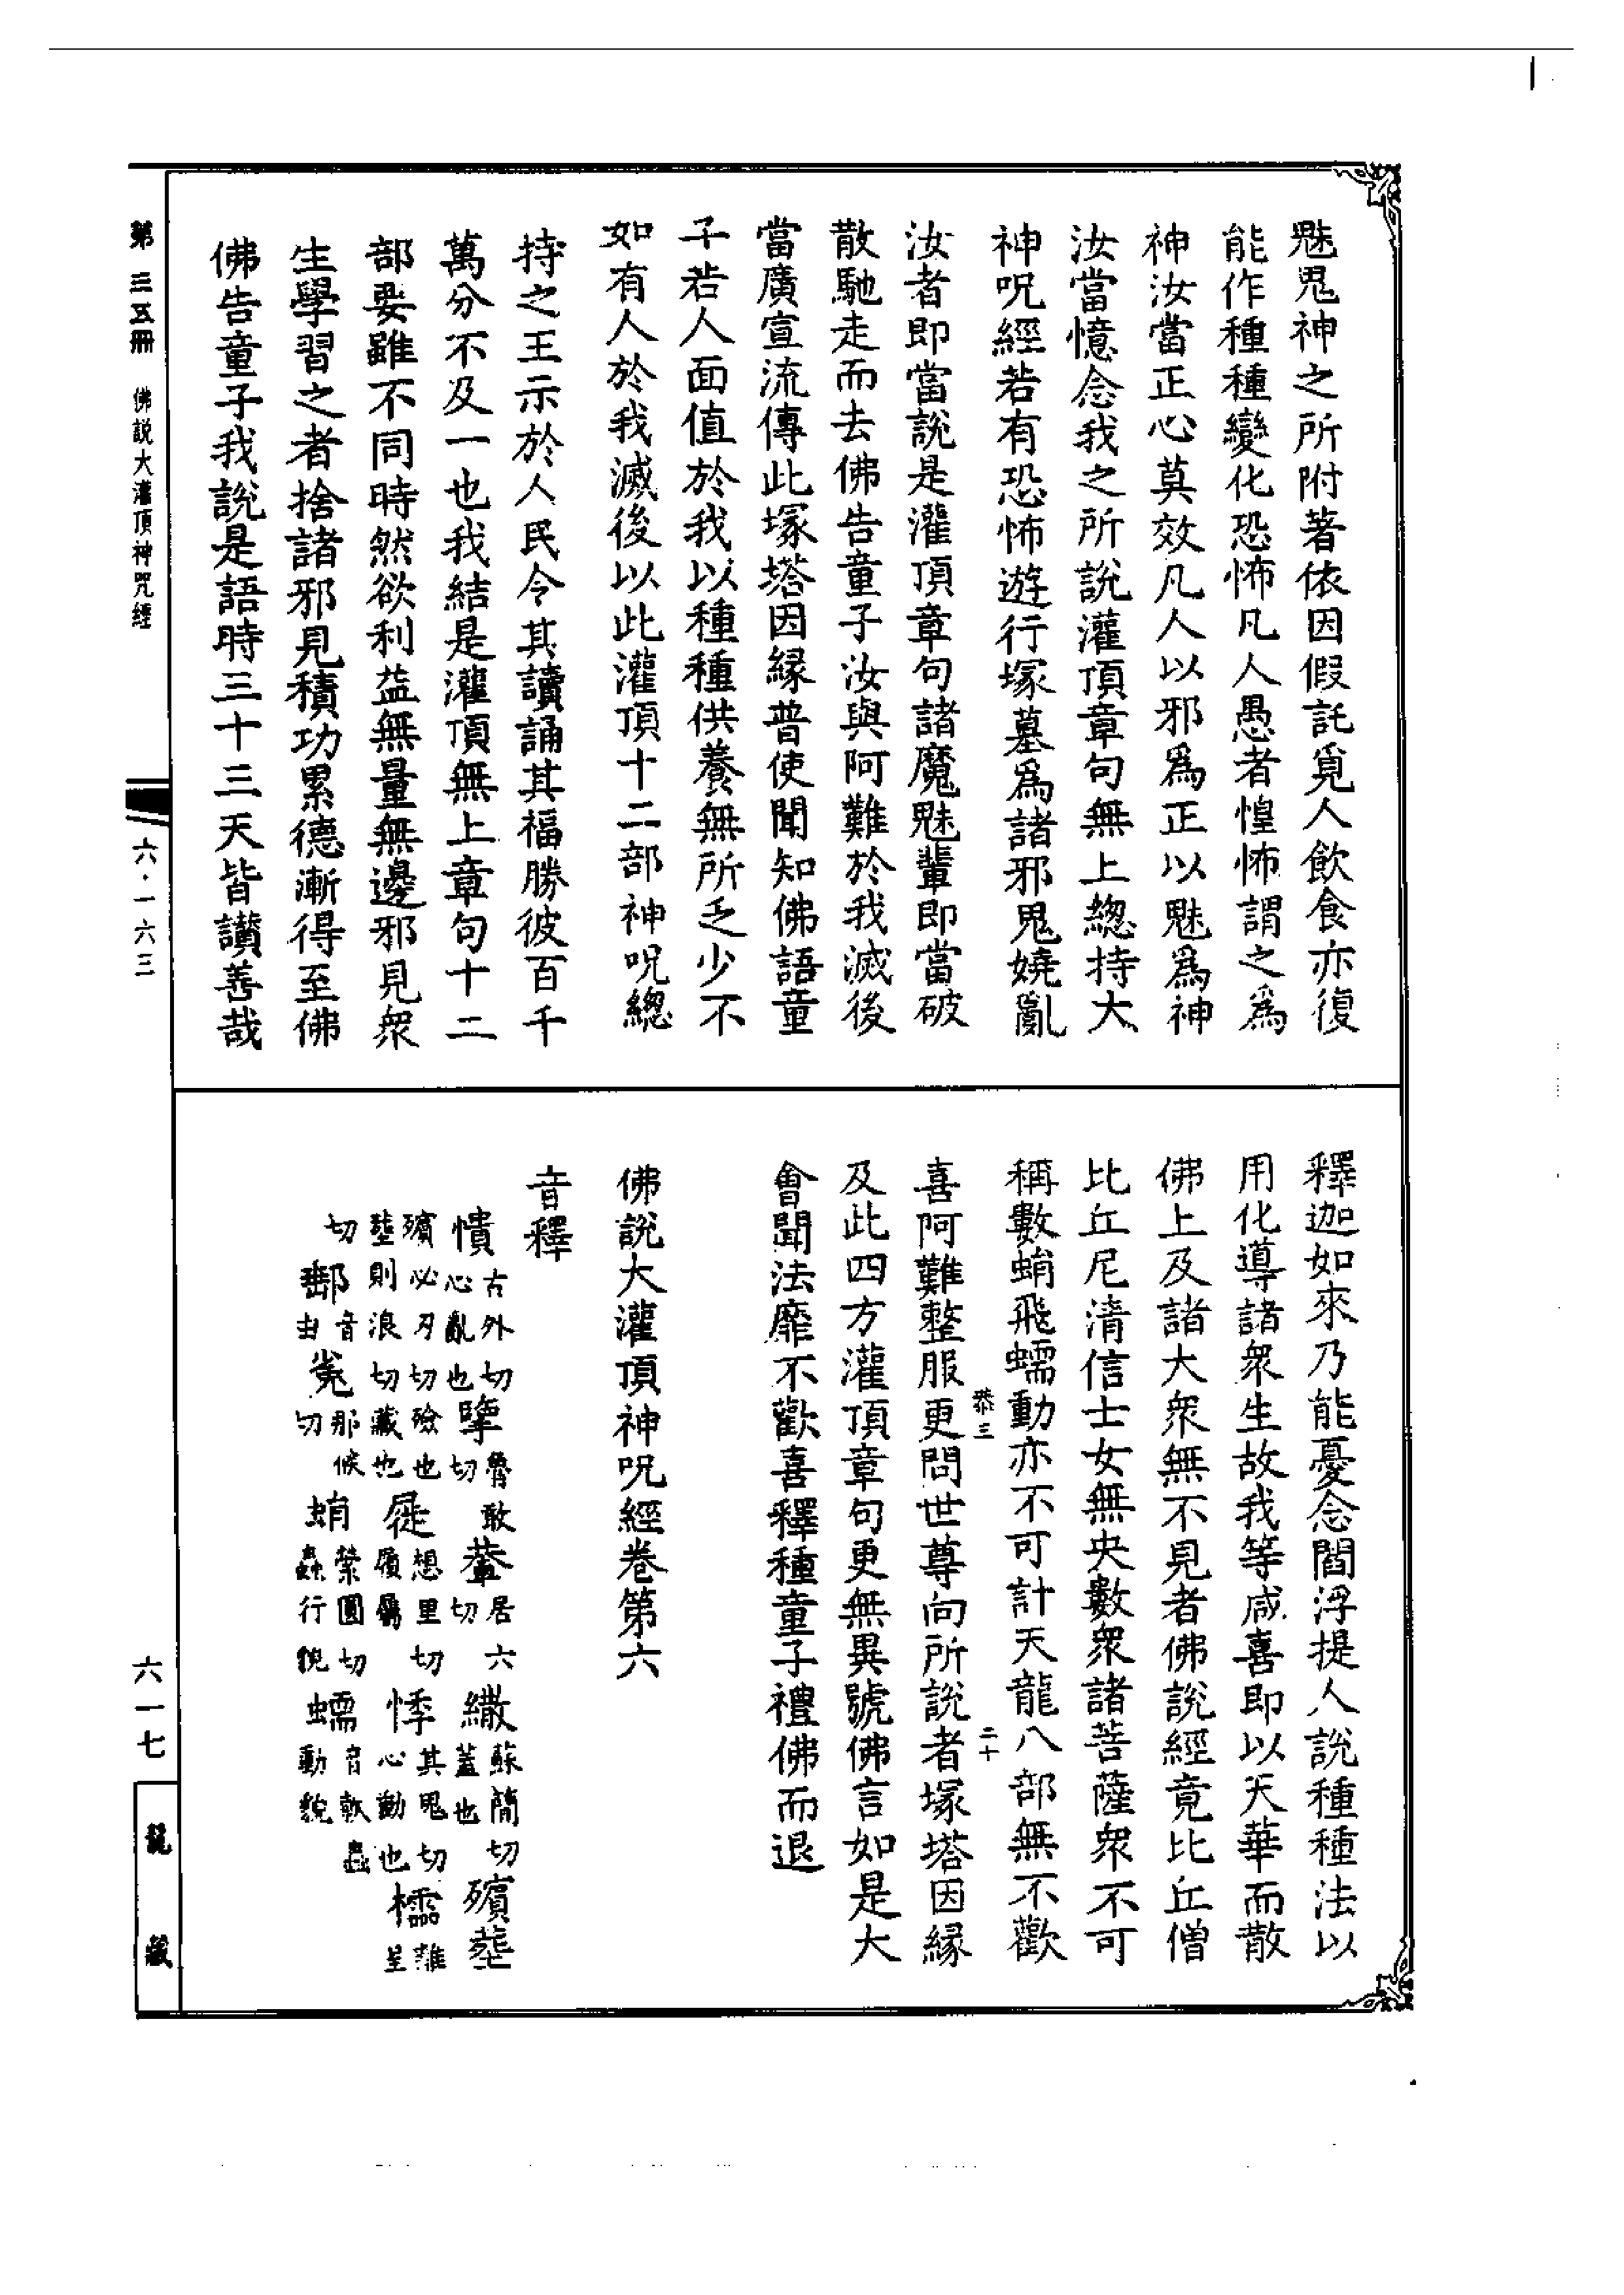 魅鬼神之所附著依因假託覓人飲食亦復
能作種種變化恐怖凡人愚者惶怖謂之為
神汝當正心莫效凡人以邪為正以魅為神
汝當憶念我之所說灌頂章句無上總持大
神呪經若有恐怖遊行塚墓為諸邪鬼嬈亂
汝者即當說是灌頂章句諸魔魅輩即當破
散馳走而去佛告童子汝與阿難於我滅後
當廣宣流傳此塚塔因緣普使聞知佛語童
子若人面值於我以種種供養無所乏少不
如有人於我滅後以此灌頂十二部神呪總
持之王示於人民令其讀誦其福勝彼百千
萬分不及一也我結是灌頂無上章句十二
部要雖不同時然欲利益無量無邊邪見眾
生學習之者捨諸邪見積功累德漸得至佛
佛告童子我說是語時三十三天皆讚善哉
釋迦如來乃能憂念閻浮提人說種種法以
用化導諸眾生故我等咸喜即以天華而散
佛上及諸大眾無不見者佛說經竟比丘僧
比丘尼清信士女無央數眾諸菩薩眾不可
稱數蜎飛蠕動亦不可計天龍八部無不歡
恭三
二十
喜阿難整服更問世尊向所說者塚塔因緣
及此四方灌頂章句更無異號佛言如是大
會聞法靡不歡喜釋種童子禮佛而退
佛說大灌頂神呪經卷第六
音釋
憒古外切心亂也 擥魯敢切 𦽌居六切 繖蘇簡切蓋也 殯塟
殯必刃切殮也塟則浪切藏也 屣想里切履屬 悸其鬼切心動也 檽
切 郵音由 㝹那候切 蜎縈圓切蟲行貌 蠕音軟蟲動貌
第三五冊 佛說大灌頂神咒經
六·一六三
六一七
龍藏